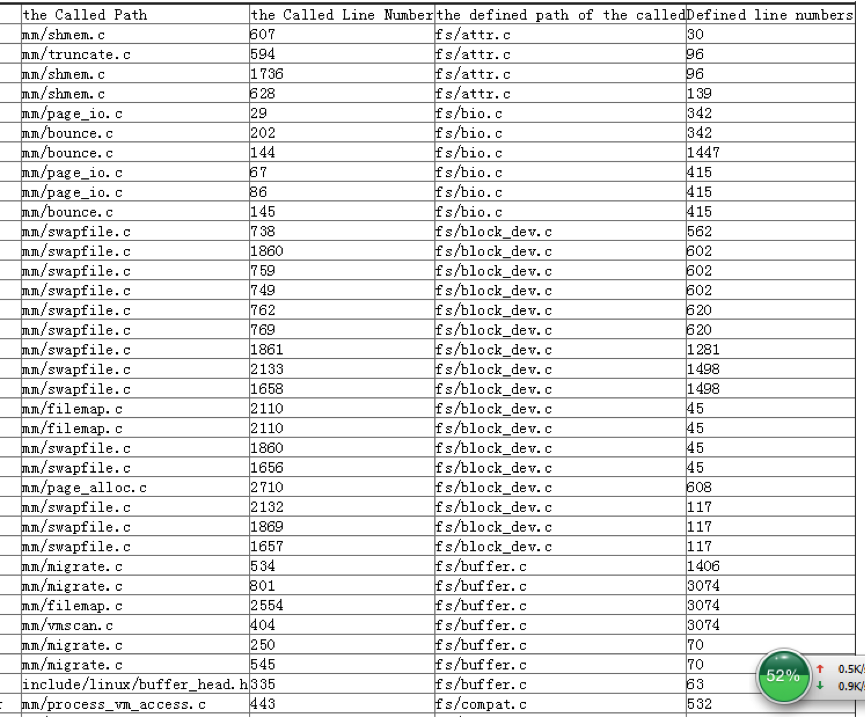 the Called Path the Called Line Number the defined path of the called Defined line numbers
mm/shmem.c 607 fs/attr.c 30
mm/truncate.c 594 fs/attr.c 96
mm/shmem.c 1736 fs/attr.c 96
mm/shmem.c 628 fs/attr.c 139
mm/page_io.c 29 fs/bio.c 342
mm/bounce.c 202 fs/bio.c 342
mm/bounce.c 144 fs/bio.c 1447
mm/page_io.c 67 fs/bio.c 415
mm/page_io.c 86 fs/bio.c 415
mm/bounce.c 145 fs/bio.c 415
mm/swapfile.c 738 fs/block_dev.c 562
mm/swapfile.c 1860 fs/block_dev.c 602
mm/swapfile.c 759 fs/block_dev.c 602
mm/swapfile.c 749 fs/block_dev.c 602
mm/swapfile.c 762 fs/block_dev.c 620
mm/swapfile.c 769 fs/block_dev.c 620
mm/swapfile.c 1861 fs/block_dev.c 1281
mm/swapfile.c 2133 fs/block_dev.c 1498
mm/swapfile.c 1658 fs/block_dev.c 1498
mm/filemap.c 2110 fs/block_dev.c 45
mm/filemap.c 2110 fs/block_dev.c 45
mm/swapfile.c 1860 fs/block_dev.c 45
mm/swapfile.c 1656 fs/block_dev.c 45
mm/page_alloc.c 2710 fs/block_dev.c 608
mm/swapfile.c 2132 fs/block_dev.c 117
mm/swapfile.c 1869 fs/block_dev.c 117
mm/swapfile.c 1657 fs/block_dev.c 117
mm/migrate.c 534 fs/buffer.c 1406
mm/migrate.c 801 fs/buffer.c 3074
mm/filemap.c 2554 fs/buffer.c 3074
mm/vmscan.c 404 fs/buffer.c 3074
mm/migrate.c 250 fs/buffer.c 70
mm/migrate.c 545 fs/buffer.c 70
include/linux/buffer_head.h 335 fs/buffer.c 63
mm/process_vm_access.c 443 fs/compat.c 532
52%
↑ 0.5K/
↓ 0.9K/